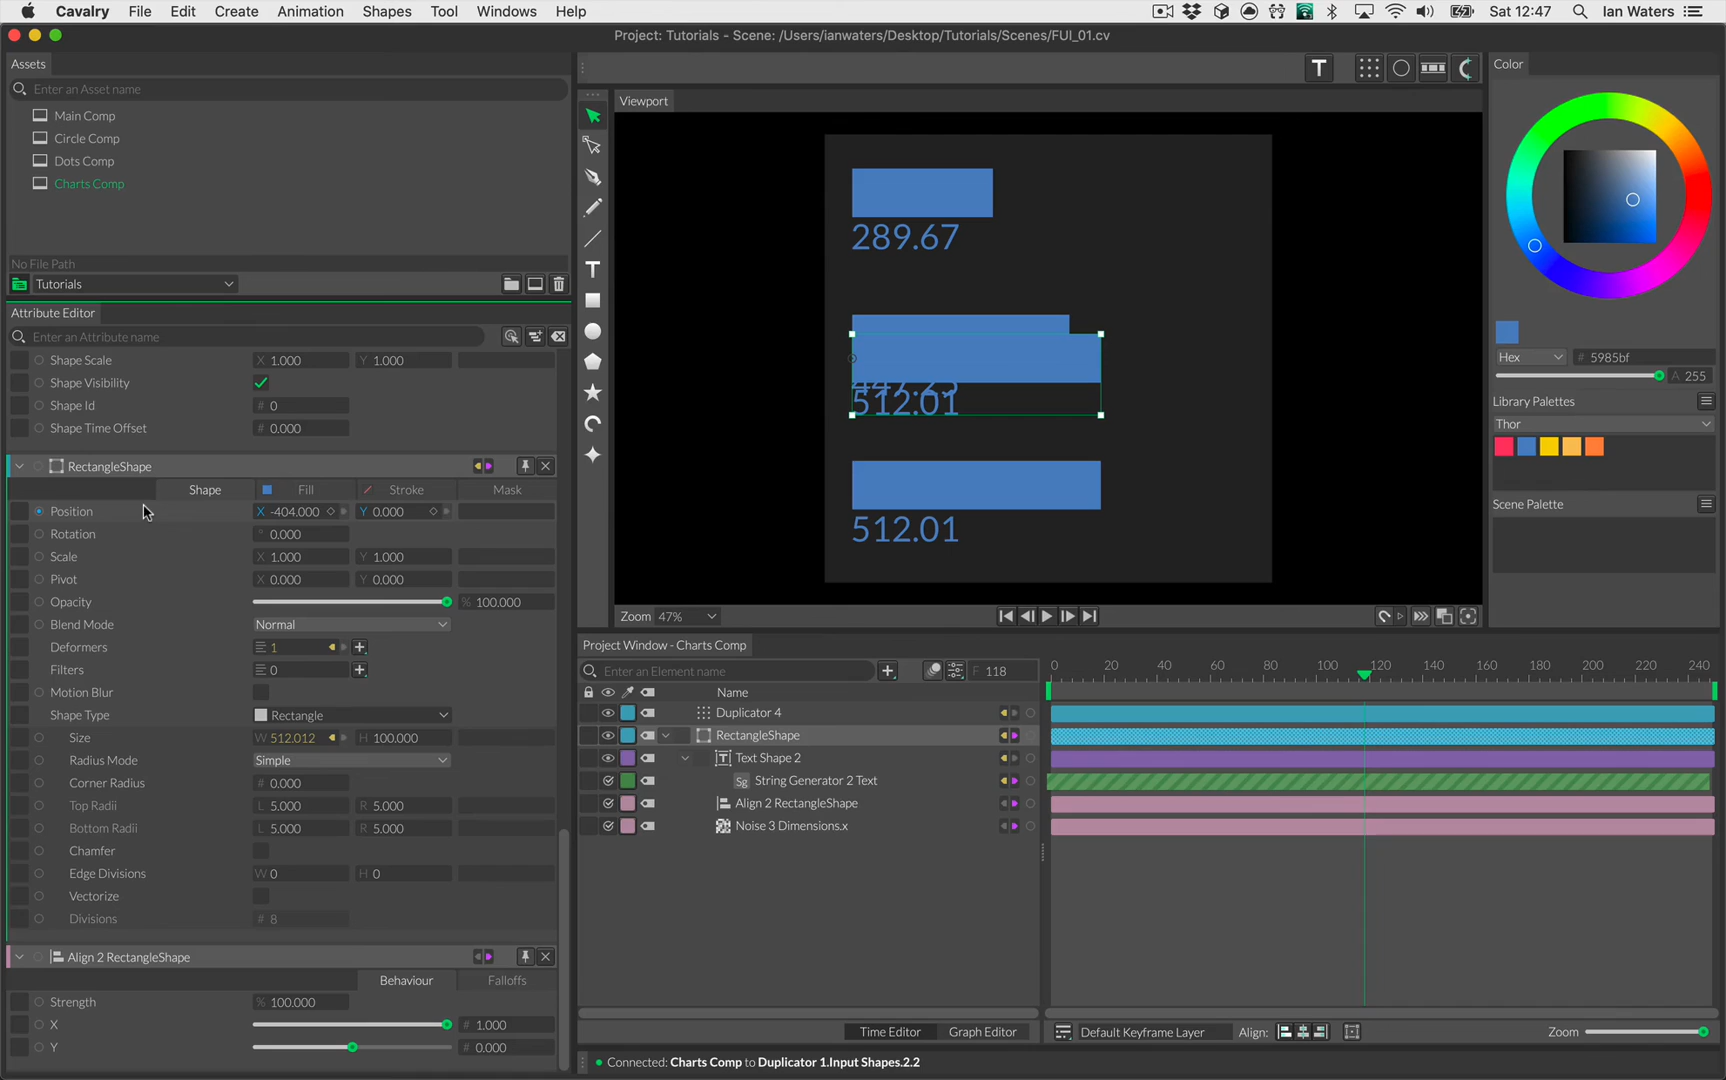 Cavalry File Edit Create Animation Shapes Tool Windows Help Sat 12:47 Ian Waters
Project: Tutorials - Scene: /Users/ianwaters/Desktop/Tutorials/Scenes/FUI_01.cv
Assets
Enter an Asset name
Main Comp
Circle Comp
Dots Comp
Charts Comp
No File Path
Tutorials
Attribute Editor
Enter an Attribute name
Shape Scale X 1.000 Y 1.000
Shape Visibility
Shape Id # 0
Shape Time Offset # 0.000
RectangleShape
Shape Fill Stroke Mask
Position X -404.000 Y 0.000
Rotation ° 0.000
Scale X 1.000 Y 1.000
Pivot X 0.000 Y 0.000
Opacity % 100.000
Blend Mode Normal
Deformers 1
Filters 0
Motion Blur
Shape Type Rectangle
Size W 512.012 H 100.000
Radius Mode Simple
Corner Radius # 0.000
Top Radii L 5.000 R 5.000
Bottom Radii L 5.000 R 5.000
Chamfer
Edge Divisions W 0 H 0
Vectorize
Divisions # 8
Align 2 RectangleShape
Behaviour Falloffs
Strength % 100.000
X # 1.000
Y # 0.000
T
Viewport
T
289.67
447.23
512.01
512.01
Zoom 47%
Color
Hex # 5985bf
A 255
Library Palettes
Thor
Scene Palette
Project Window - Charts Comp
Enter an Element name F 118
0 20 40 60 80 100 120 140 160 180 200 220 240
Name
Duplicator 4
RectangleShape
T Text Shape 2
Sg String Generator 2 Text
Align 2 RectangleShape
Noise 3 Dimensions.x
Time Editor Graph Editor Default Keyframe Layer Align: Zoom
Connected: Charts Comp to Duplicator 1.Input Shapes.2.2